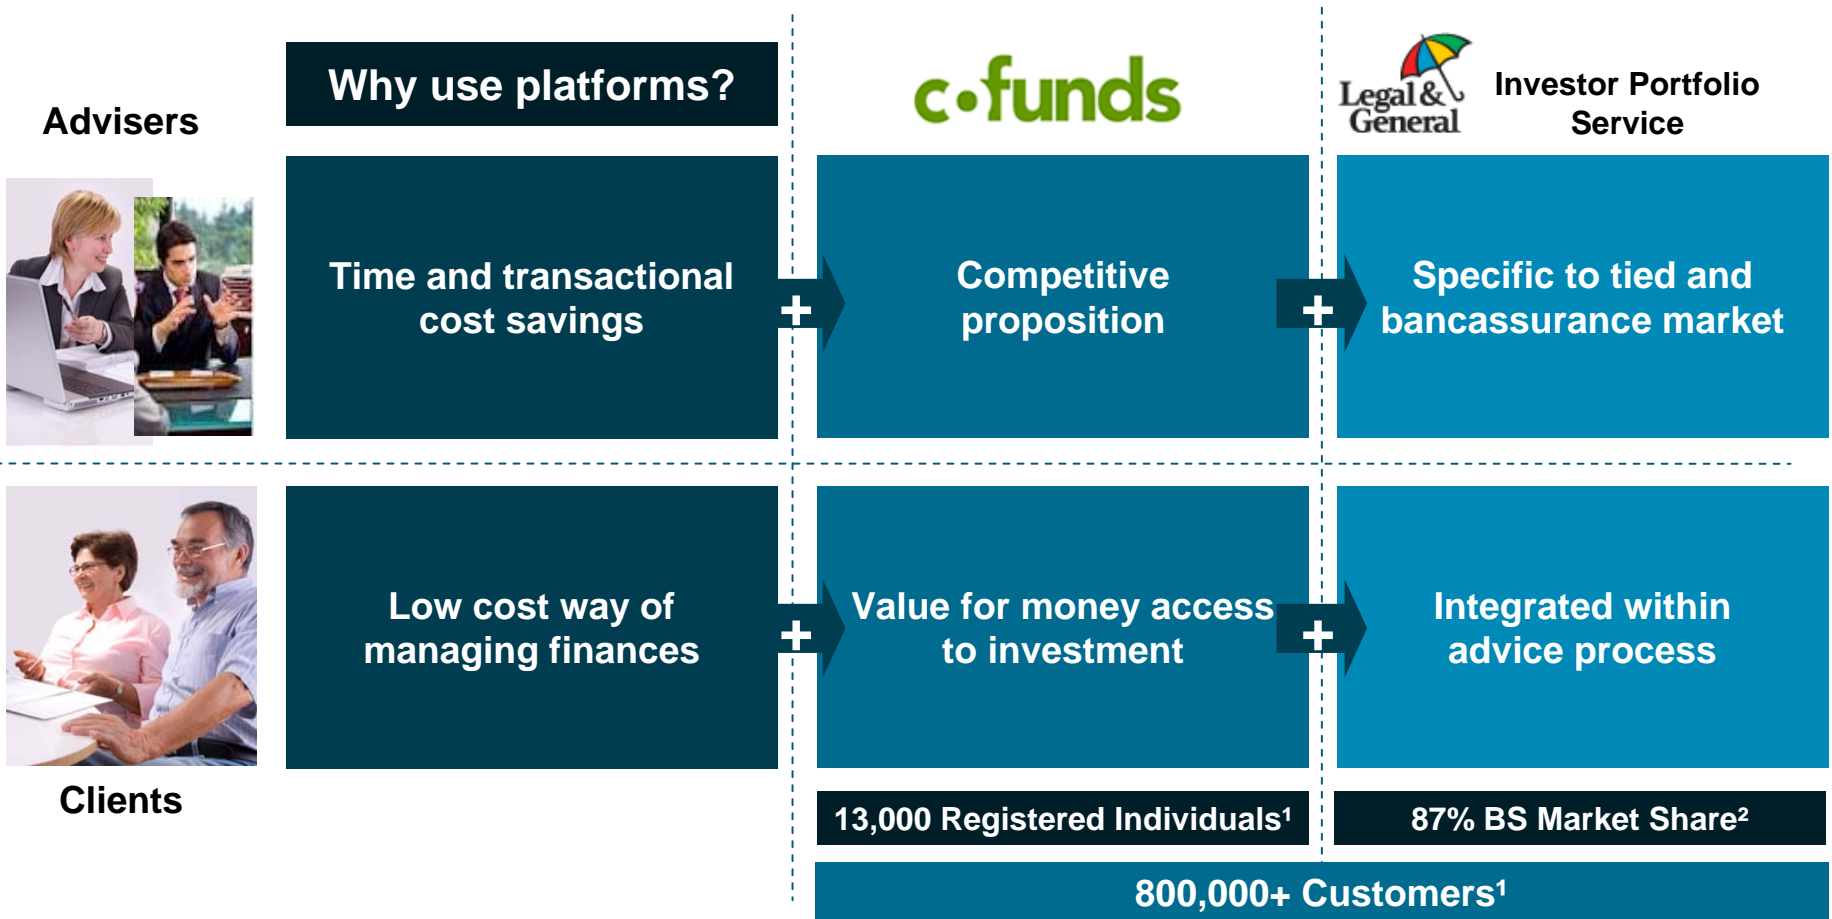 Advisers
Why use platforms?
c•funds
Legal &
General
Investor Portfolio
Service
Time and transactional
cost savings
+
Competitive
proposition
+
Specific to tied and
bancassurance market
Low cost way of
managing finances
+
Value for money access
to investment
+
Integrated within
advice process
Clients
13,000 Registered Individuals¹
87% BS Market Share²
800,000+ Customers¹